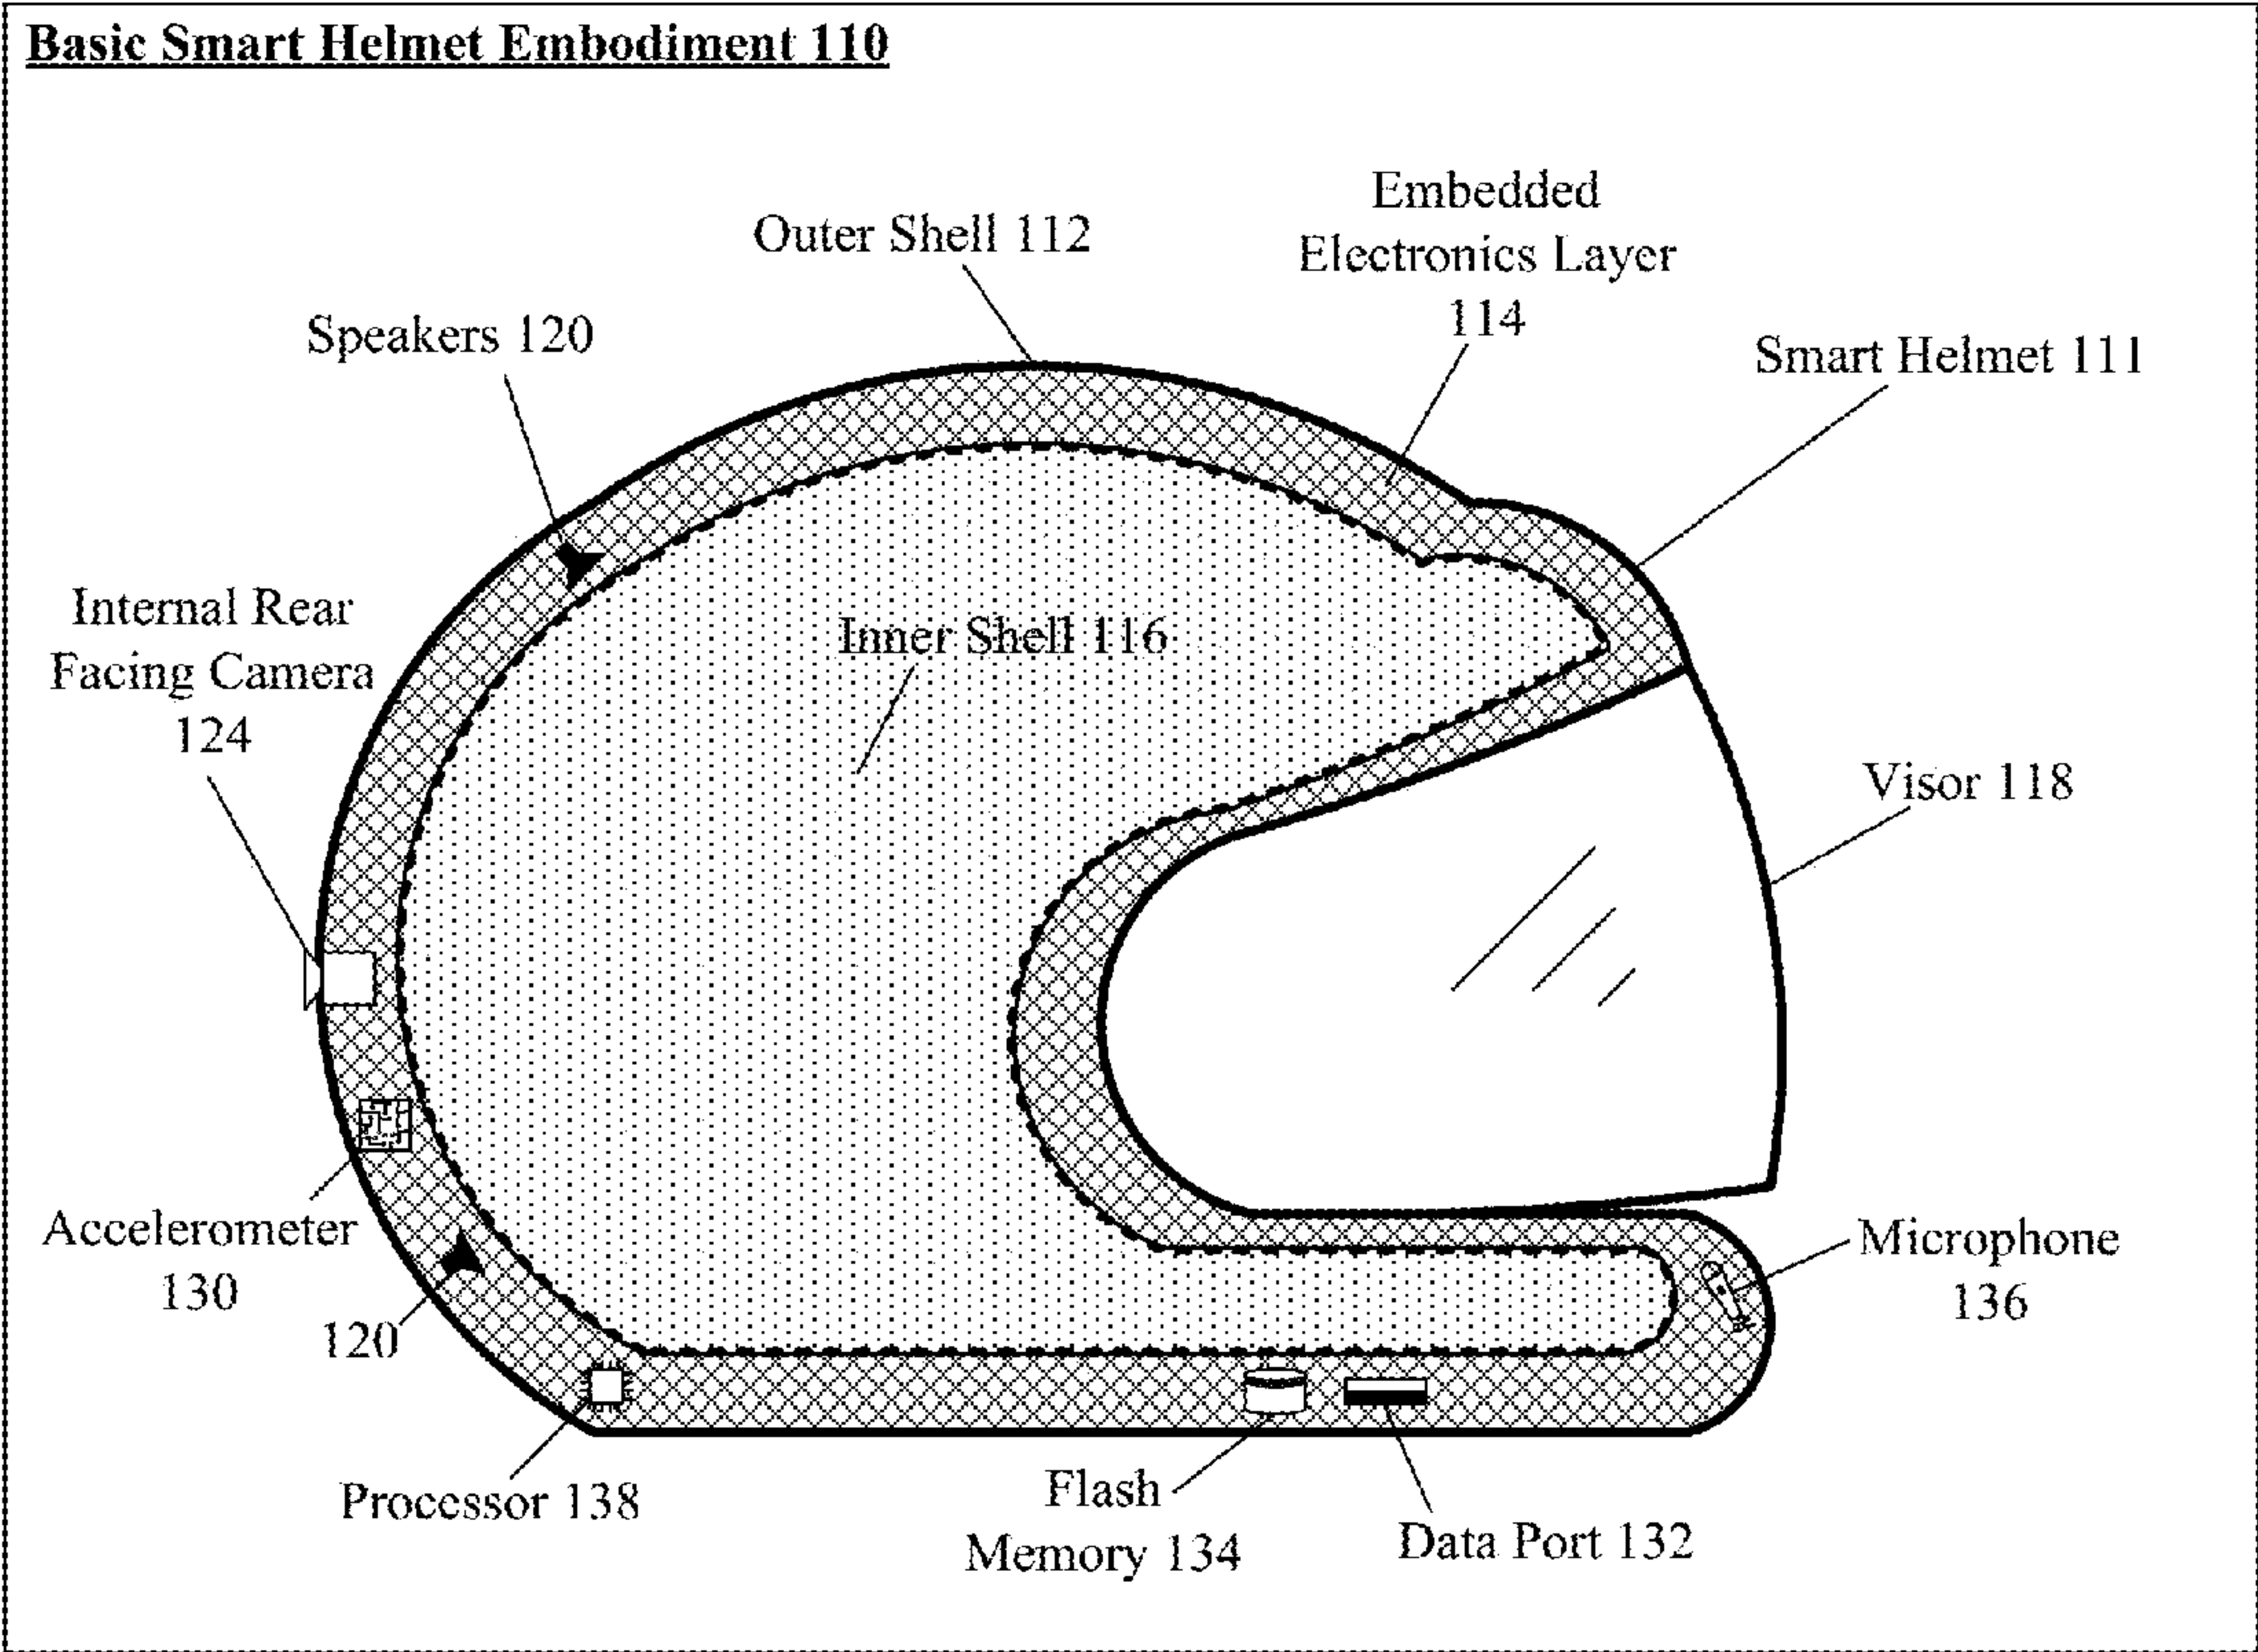 Basic Smart Helmet Embodiment 110
Embedded
Electronics Layer
114
Outer Shell 112
Speakers 120
Smart Helmet 111
Internal Rear
Facing Camera
124
Inner Shell 116
Visor 118
Accelerometer
130
120
Microphone
136
Processor 138
Flash
Memory 134
Data Port 132